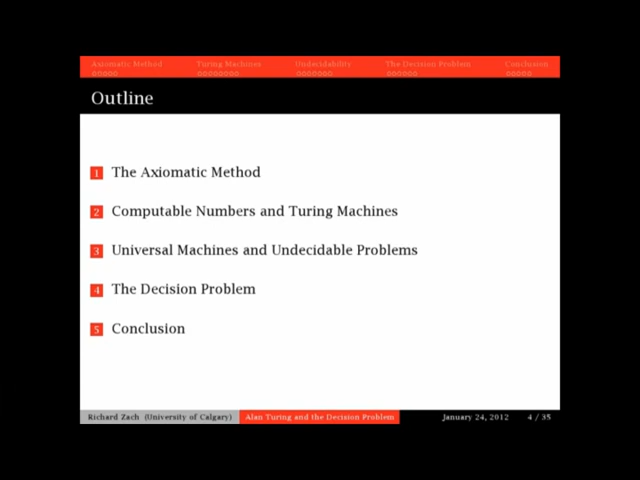 Axiomatic Method Turing Machines Undecidability The Decision Problem Conclusion
Outline
1 The Axiomatic Method
2 Computable Numbers and Turing Machines
3 Universal Machines and Undecidable Problems
4 The Decision Problem
5 Conclusion
Richard Zach (University of Calgary) Alan Turing and the Decision Problem January 24, 2012 4 / 35